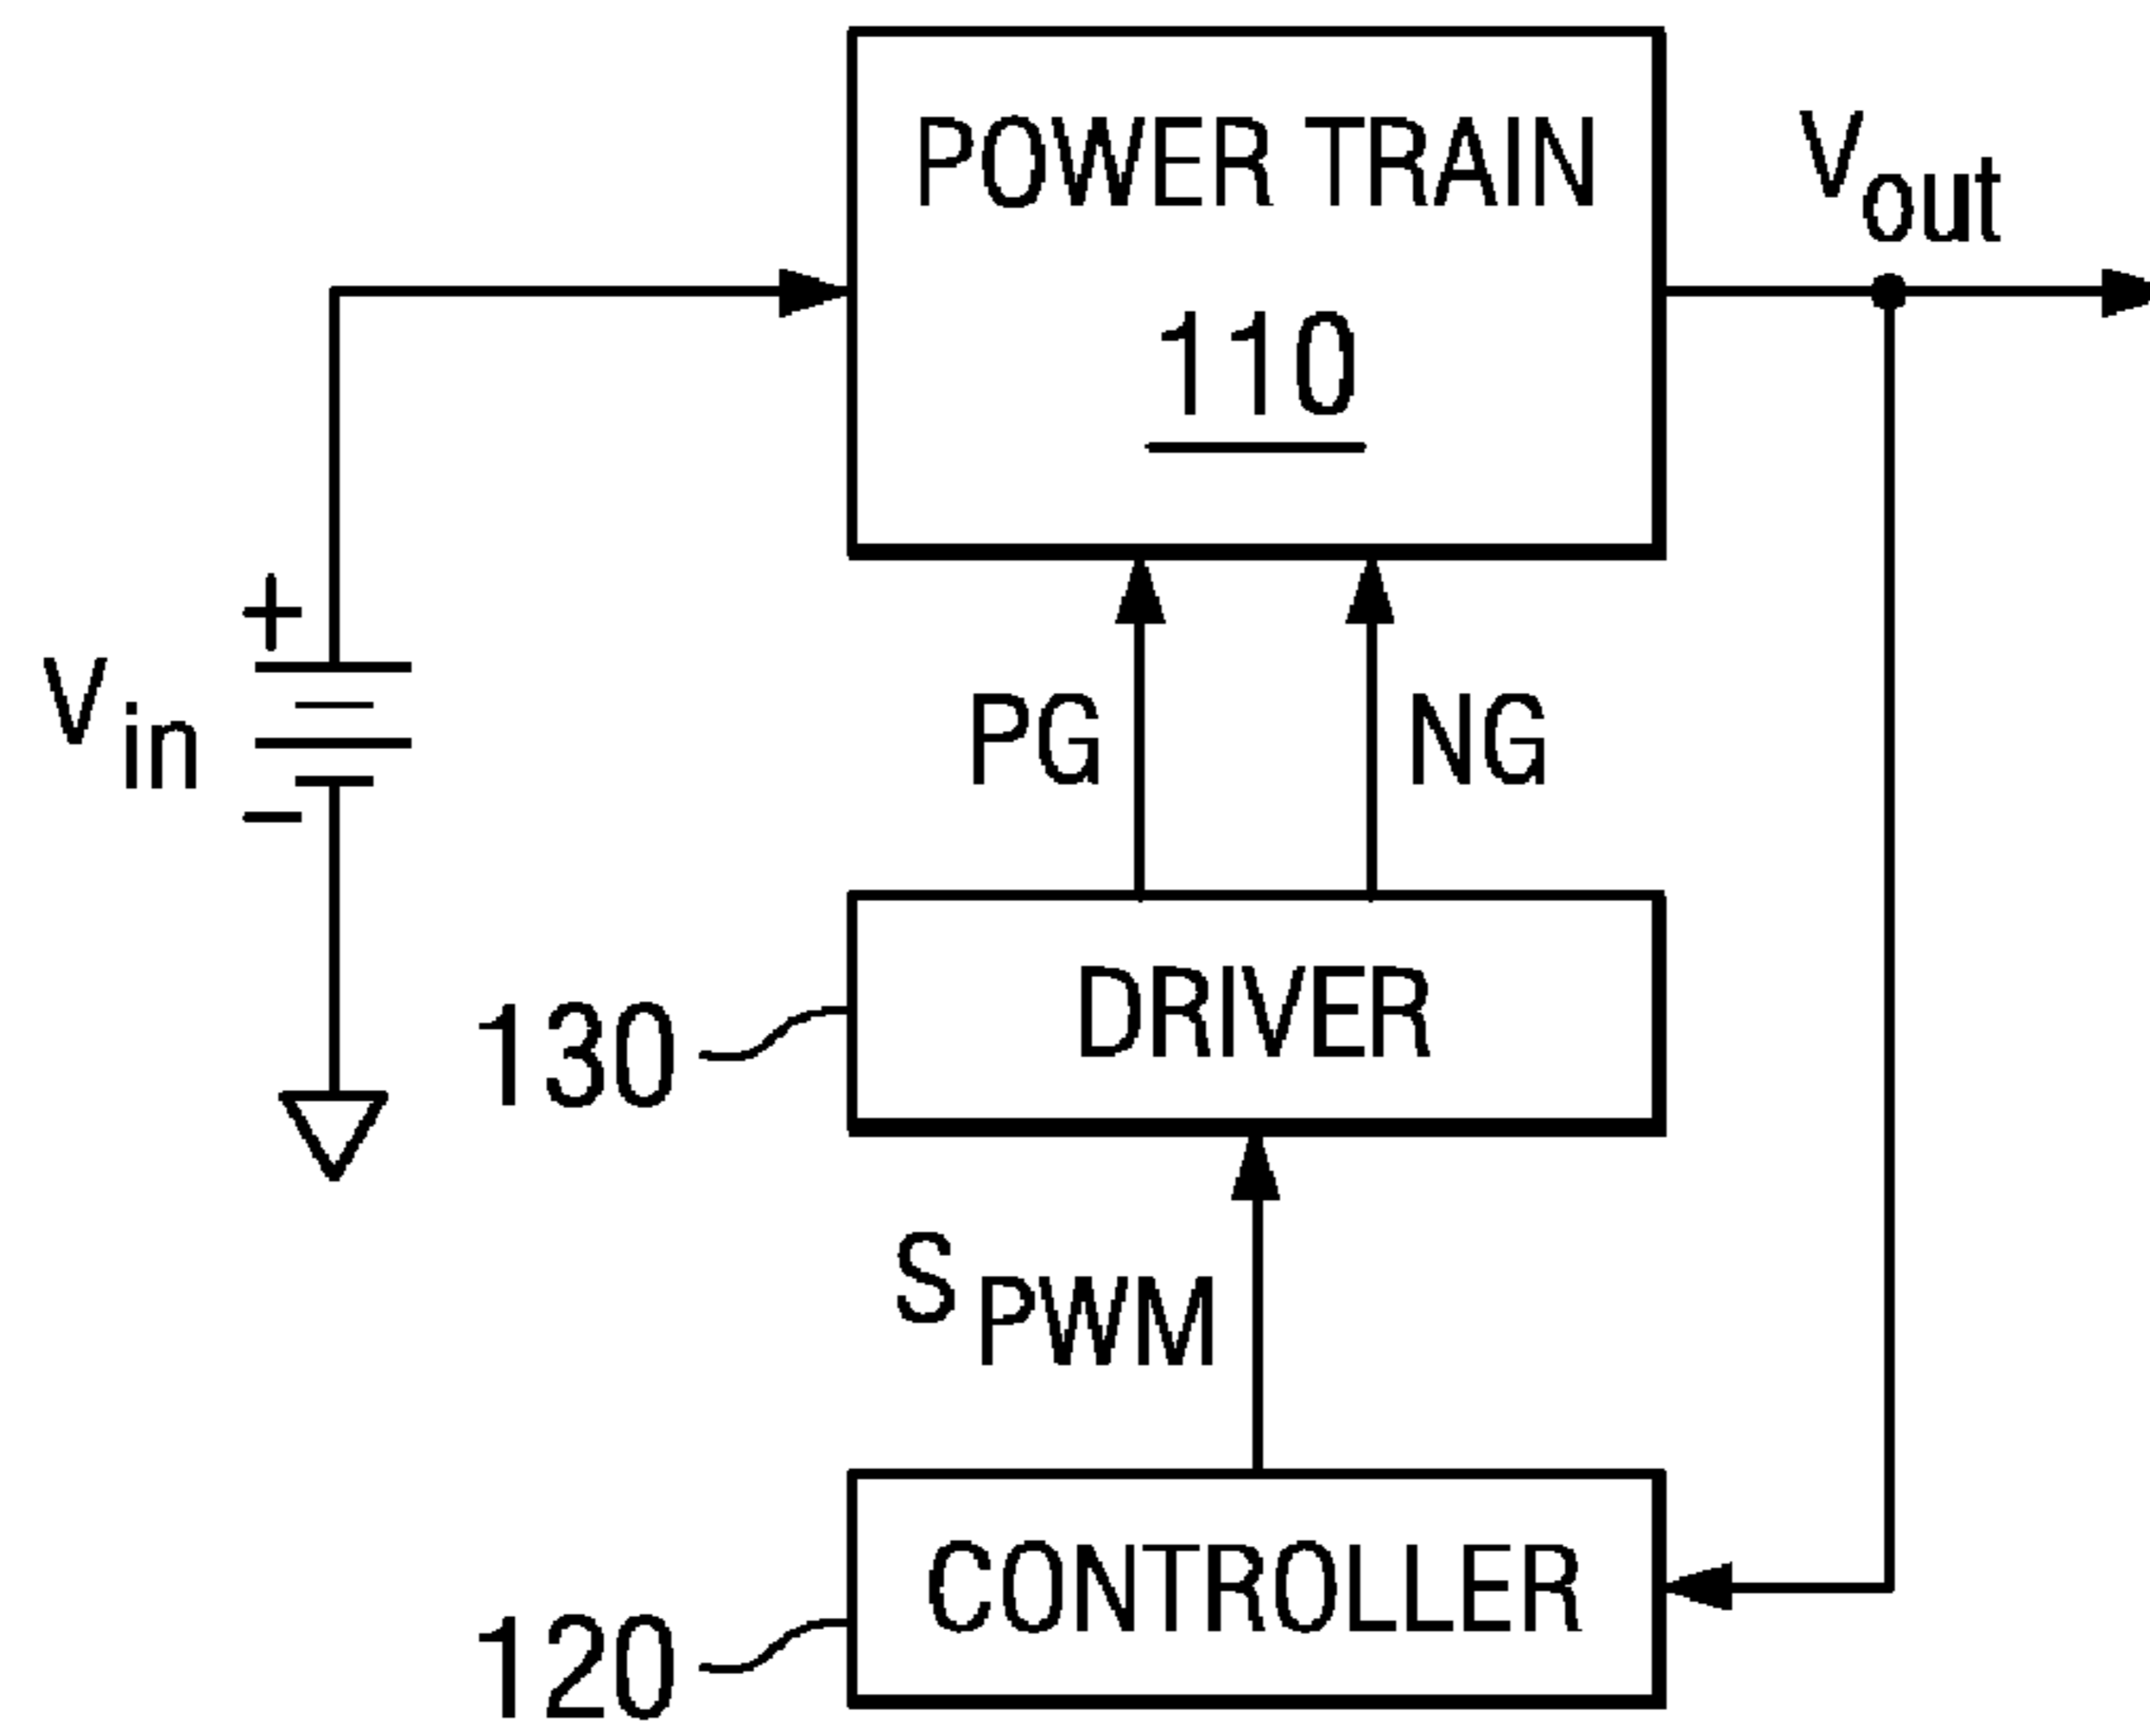 POWER TRAIN
110
Vout
+
Vin
−
PG
NG
130
DRIVER
SPWM
CONTROLLER
120